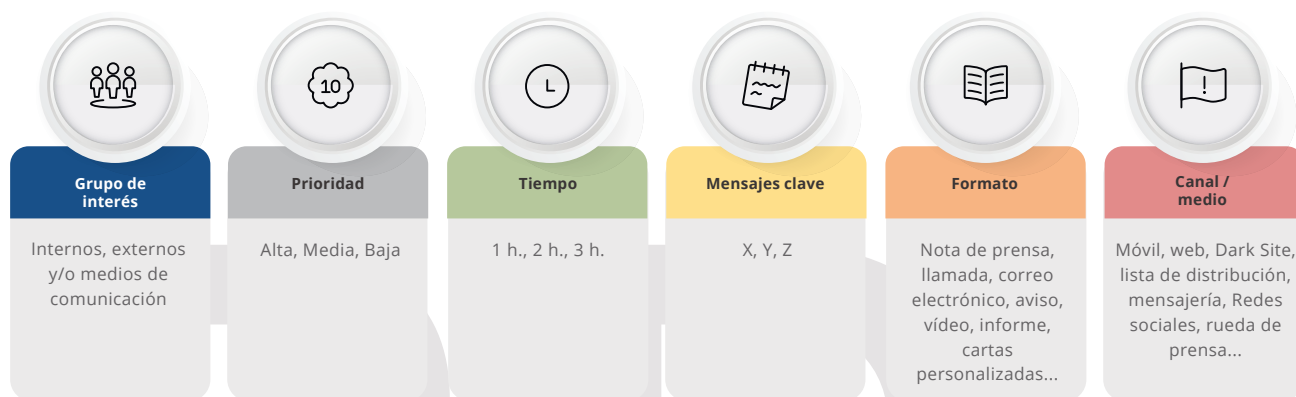 10
Grupo de
interés
Internos, externos
y/o medios de
comunicación
Prioridad
Alta, Media, Baja
Tiempo
1 h., 2 h., 3 h.
Mensajes clave
X, Y, Z
Formato
Nota de prensa,
llamada, correo
electrónico, aviso,
vídeo, informe,
cartas
personalizadas...
!
Canal /
medio
Móvil, web, Dark Site,
lista de distribución,
mensajería, Redes
sociales, rueda de
prensa...